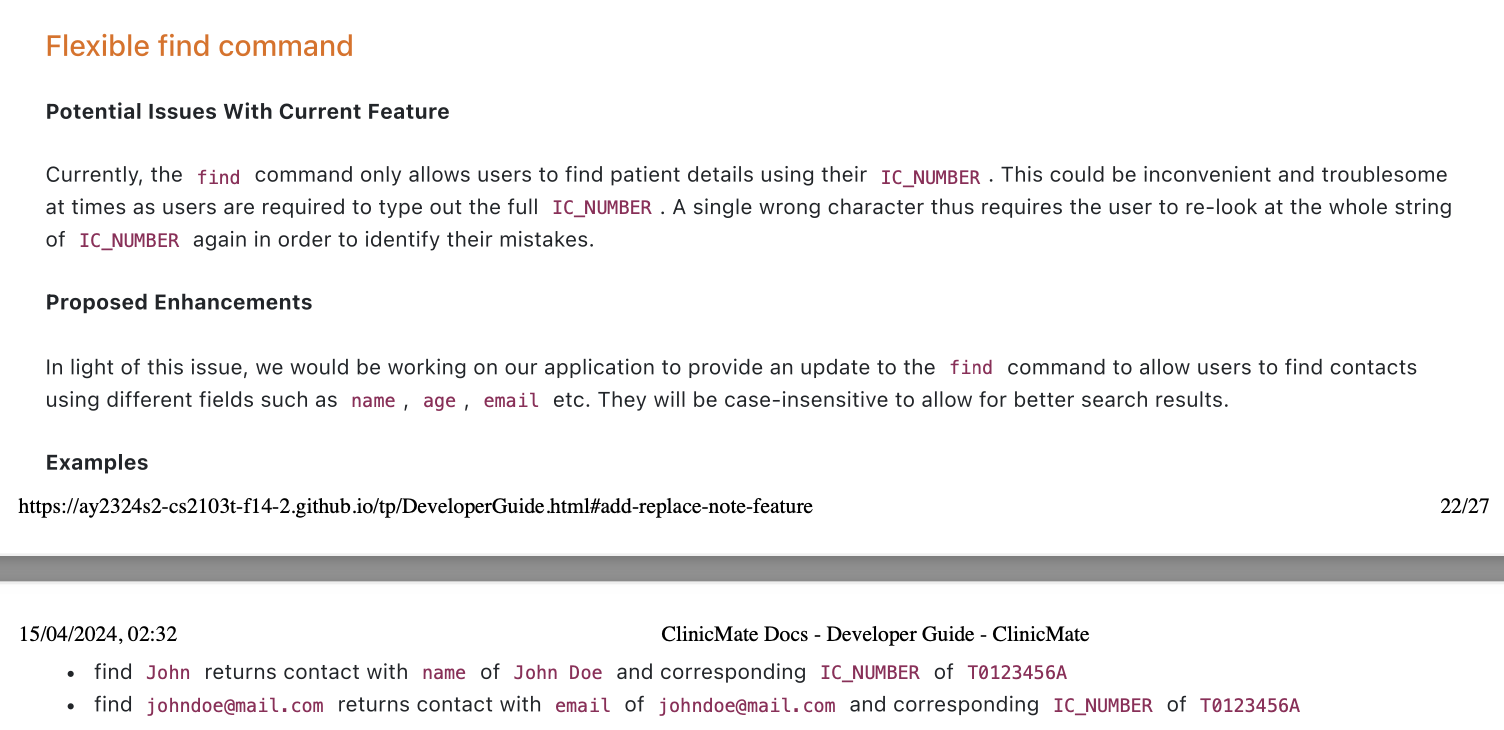 Flexible find command
Potential Issues With Current Feature
Currently, the find command only allows users to find patient details using their IC_NUMBER . This could be inconvenient and troublesome
at times as users are required to type out the full IC_NUMBER . A single wrong character thus requires the user to re-look at the whole string
of IC_NUMBER again in order to identify their mistakes.
Proposed Enhancements
In light of this issue, we would be working on our application to provide an update to the find command to allow users to find contacts
using different fields such as name , age , email etc. They will be case-insensitive to allow for better search results.
Examples
https://ay2324s2-cs2103t-f14-2.github.io/tp/DeveloperGuide.html#add-replace-note-feature 22/27
15/04/2024, 02:32 ClinicMate Docs - Developer Guide - ClinicMate
• find John returns contact with name of John Doe and corresponding IC_NUMBER of T0123456A
• find johndoe@mail.com returns contact with email of johndoe@mail.com and corresponding IC_NUMBER of T0123456A